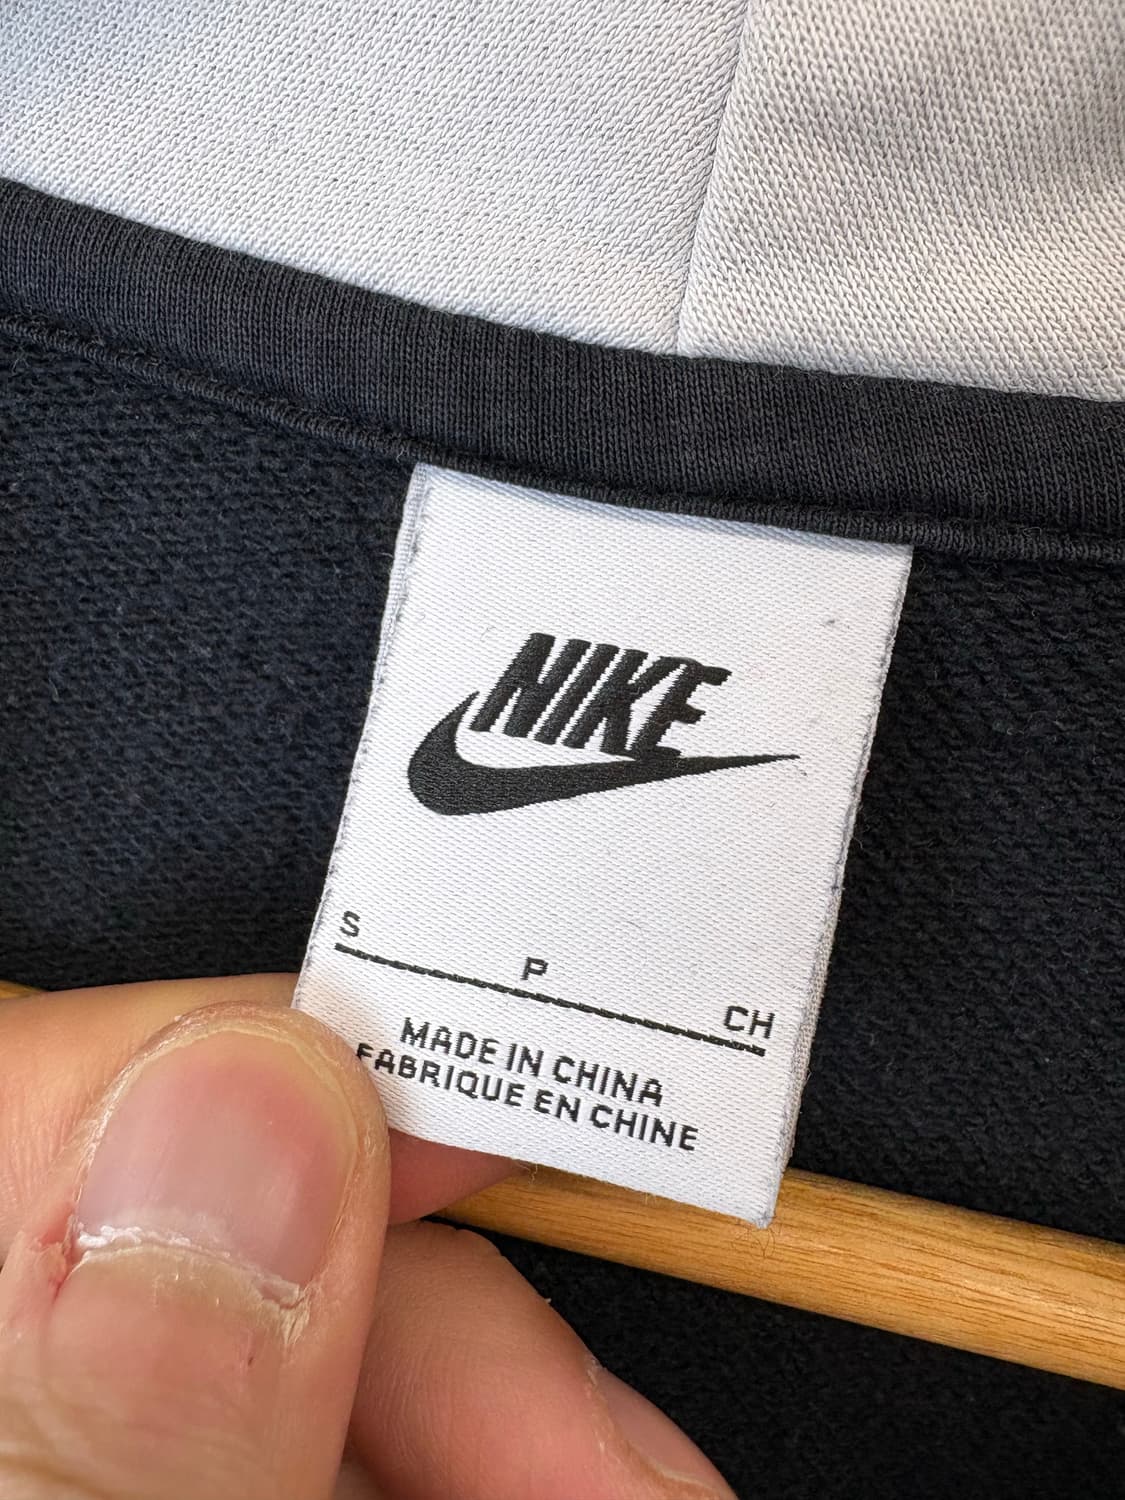 NIKE
S P CH
MADE IN CHINA
FABRIQUE EN CHINE